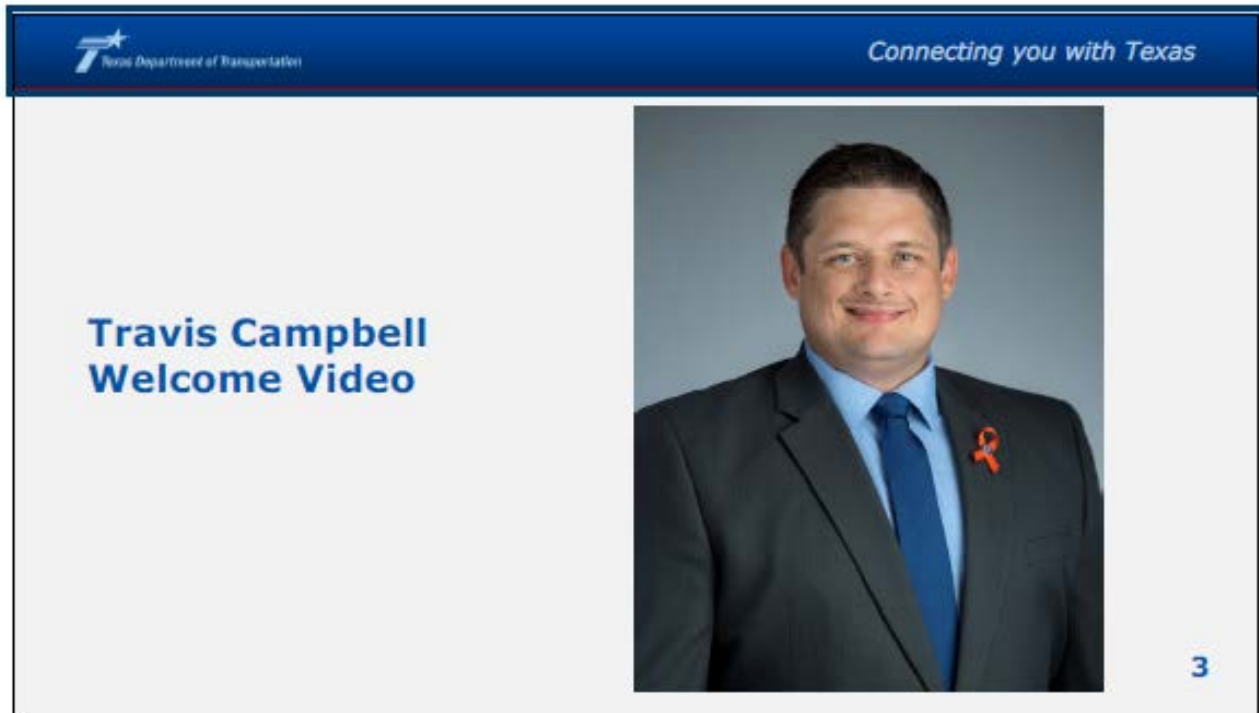 Texas Department of Transportation
Connecting you with Texas
Travis Campbell
Welcome Video
3